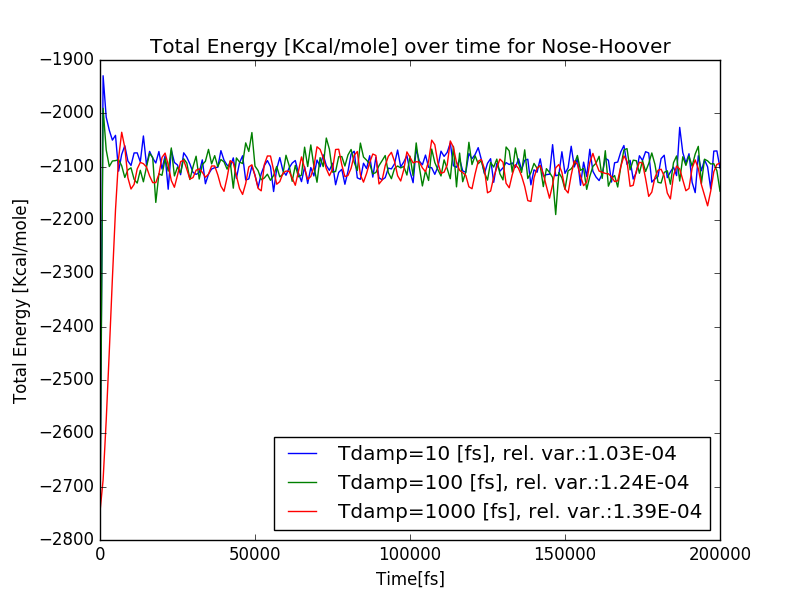 Total Energy [Kcal/mole] over time for Nose-Hoover
−1900
−2000
−2100
−2200
−2300
−2400
−2500
−2600
−2700
−2800
Total Energy [Kcal/mole]
Tdamp=10 [fs], rel. var.:1.03E-04
Tdamp=100 [fs], rel. var.:1.24E-04
Tdamp=1000 [fs], rel. var.:1.39E-04
0 50000 100000 150000 200000
Time[fs]